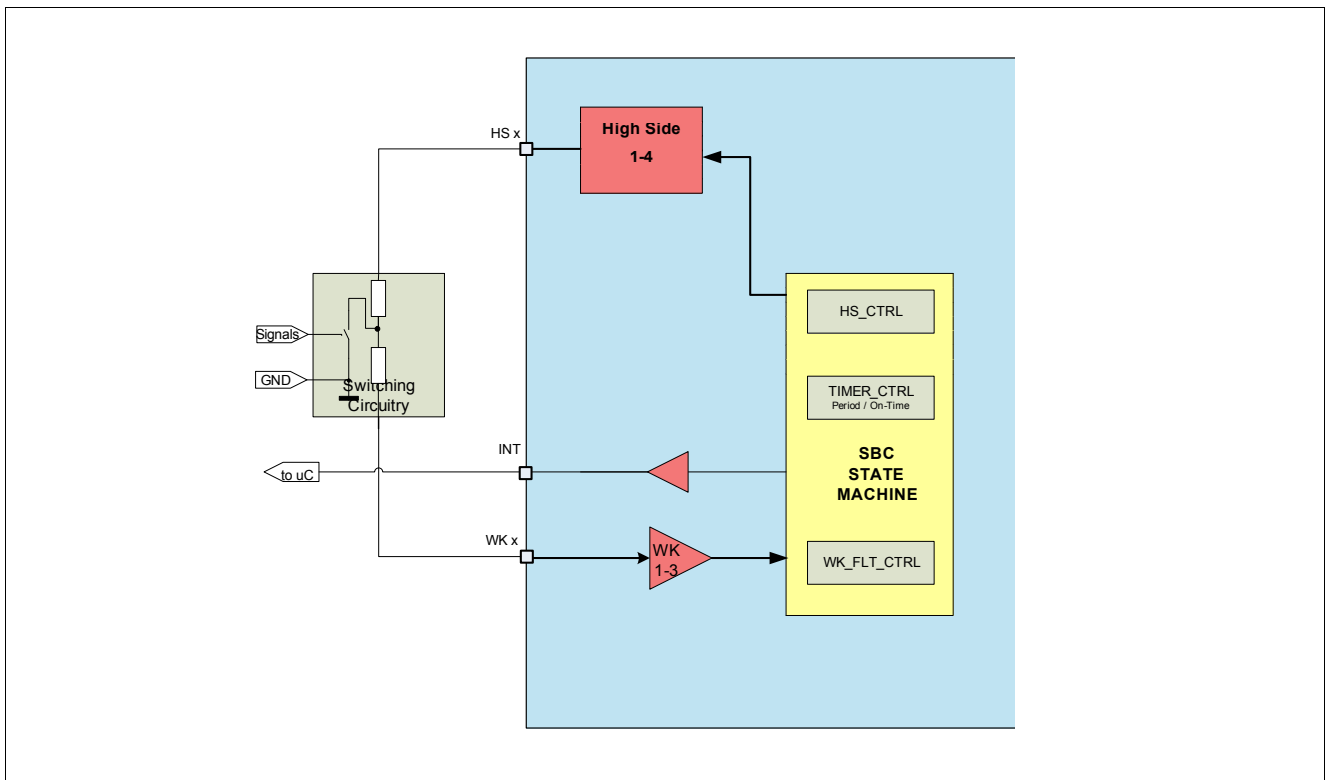 High Side
1-4
HS x
HS_CTRL
Signals
GND
Switching
Circuitry
TIMER_CTRL
Period / On-Time
SBC
STATE
MACHINE
INT
to uC
WK x
WK
1-3
WK_FLT_CTRL